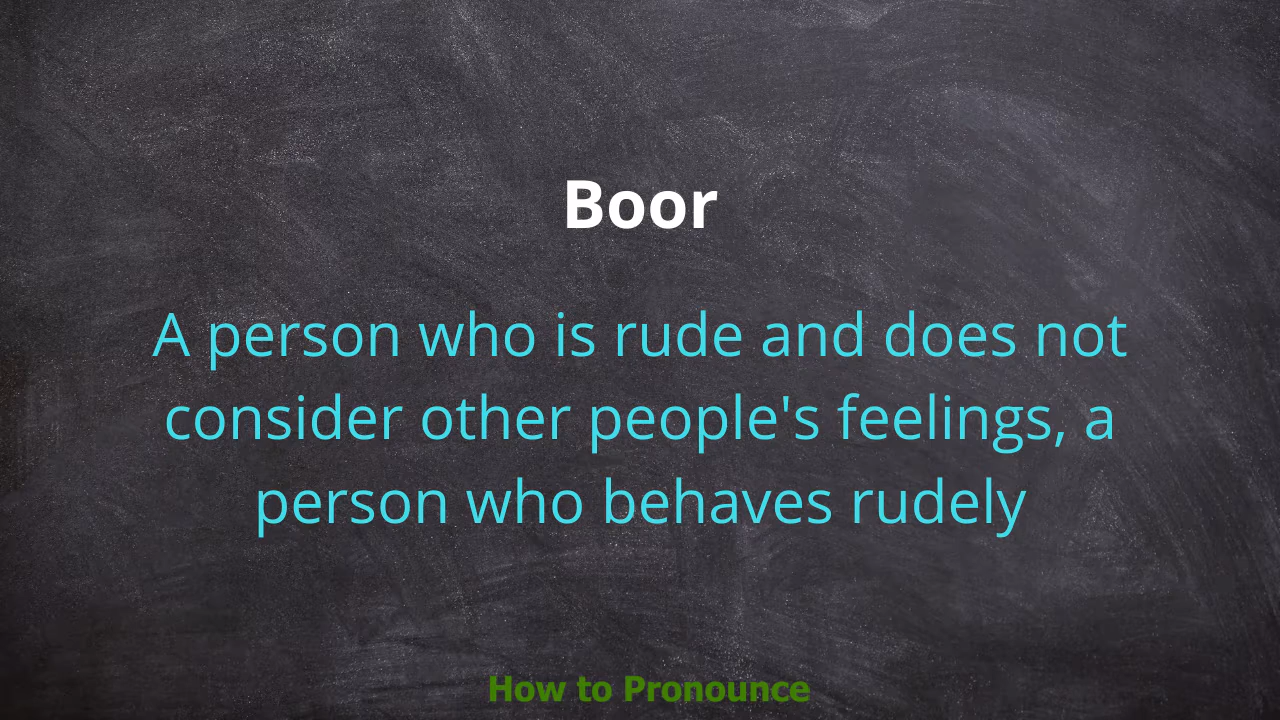 Boor
A person who is rude and does not
consider other people's feelings, a
person who behaves rudely
How to Pronounce